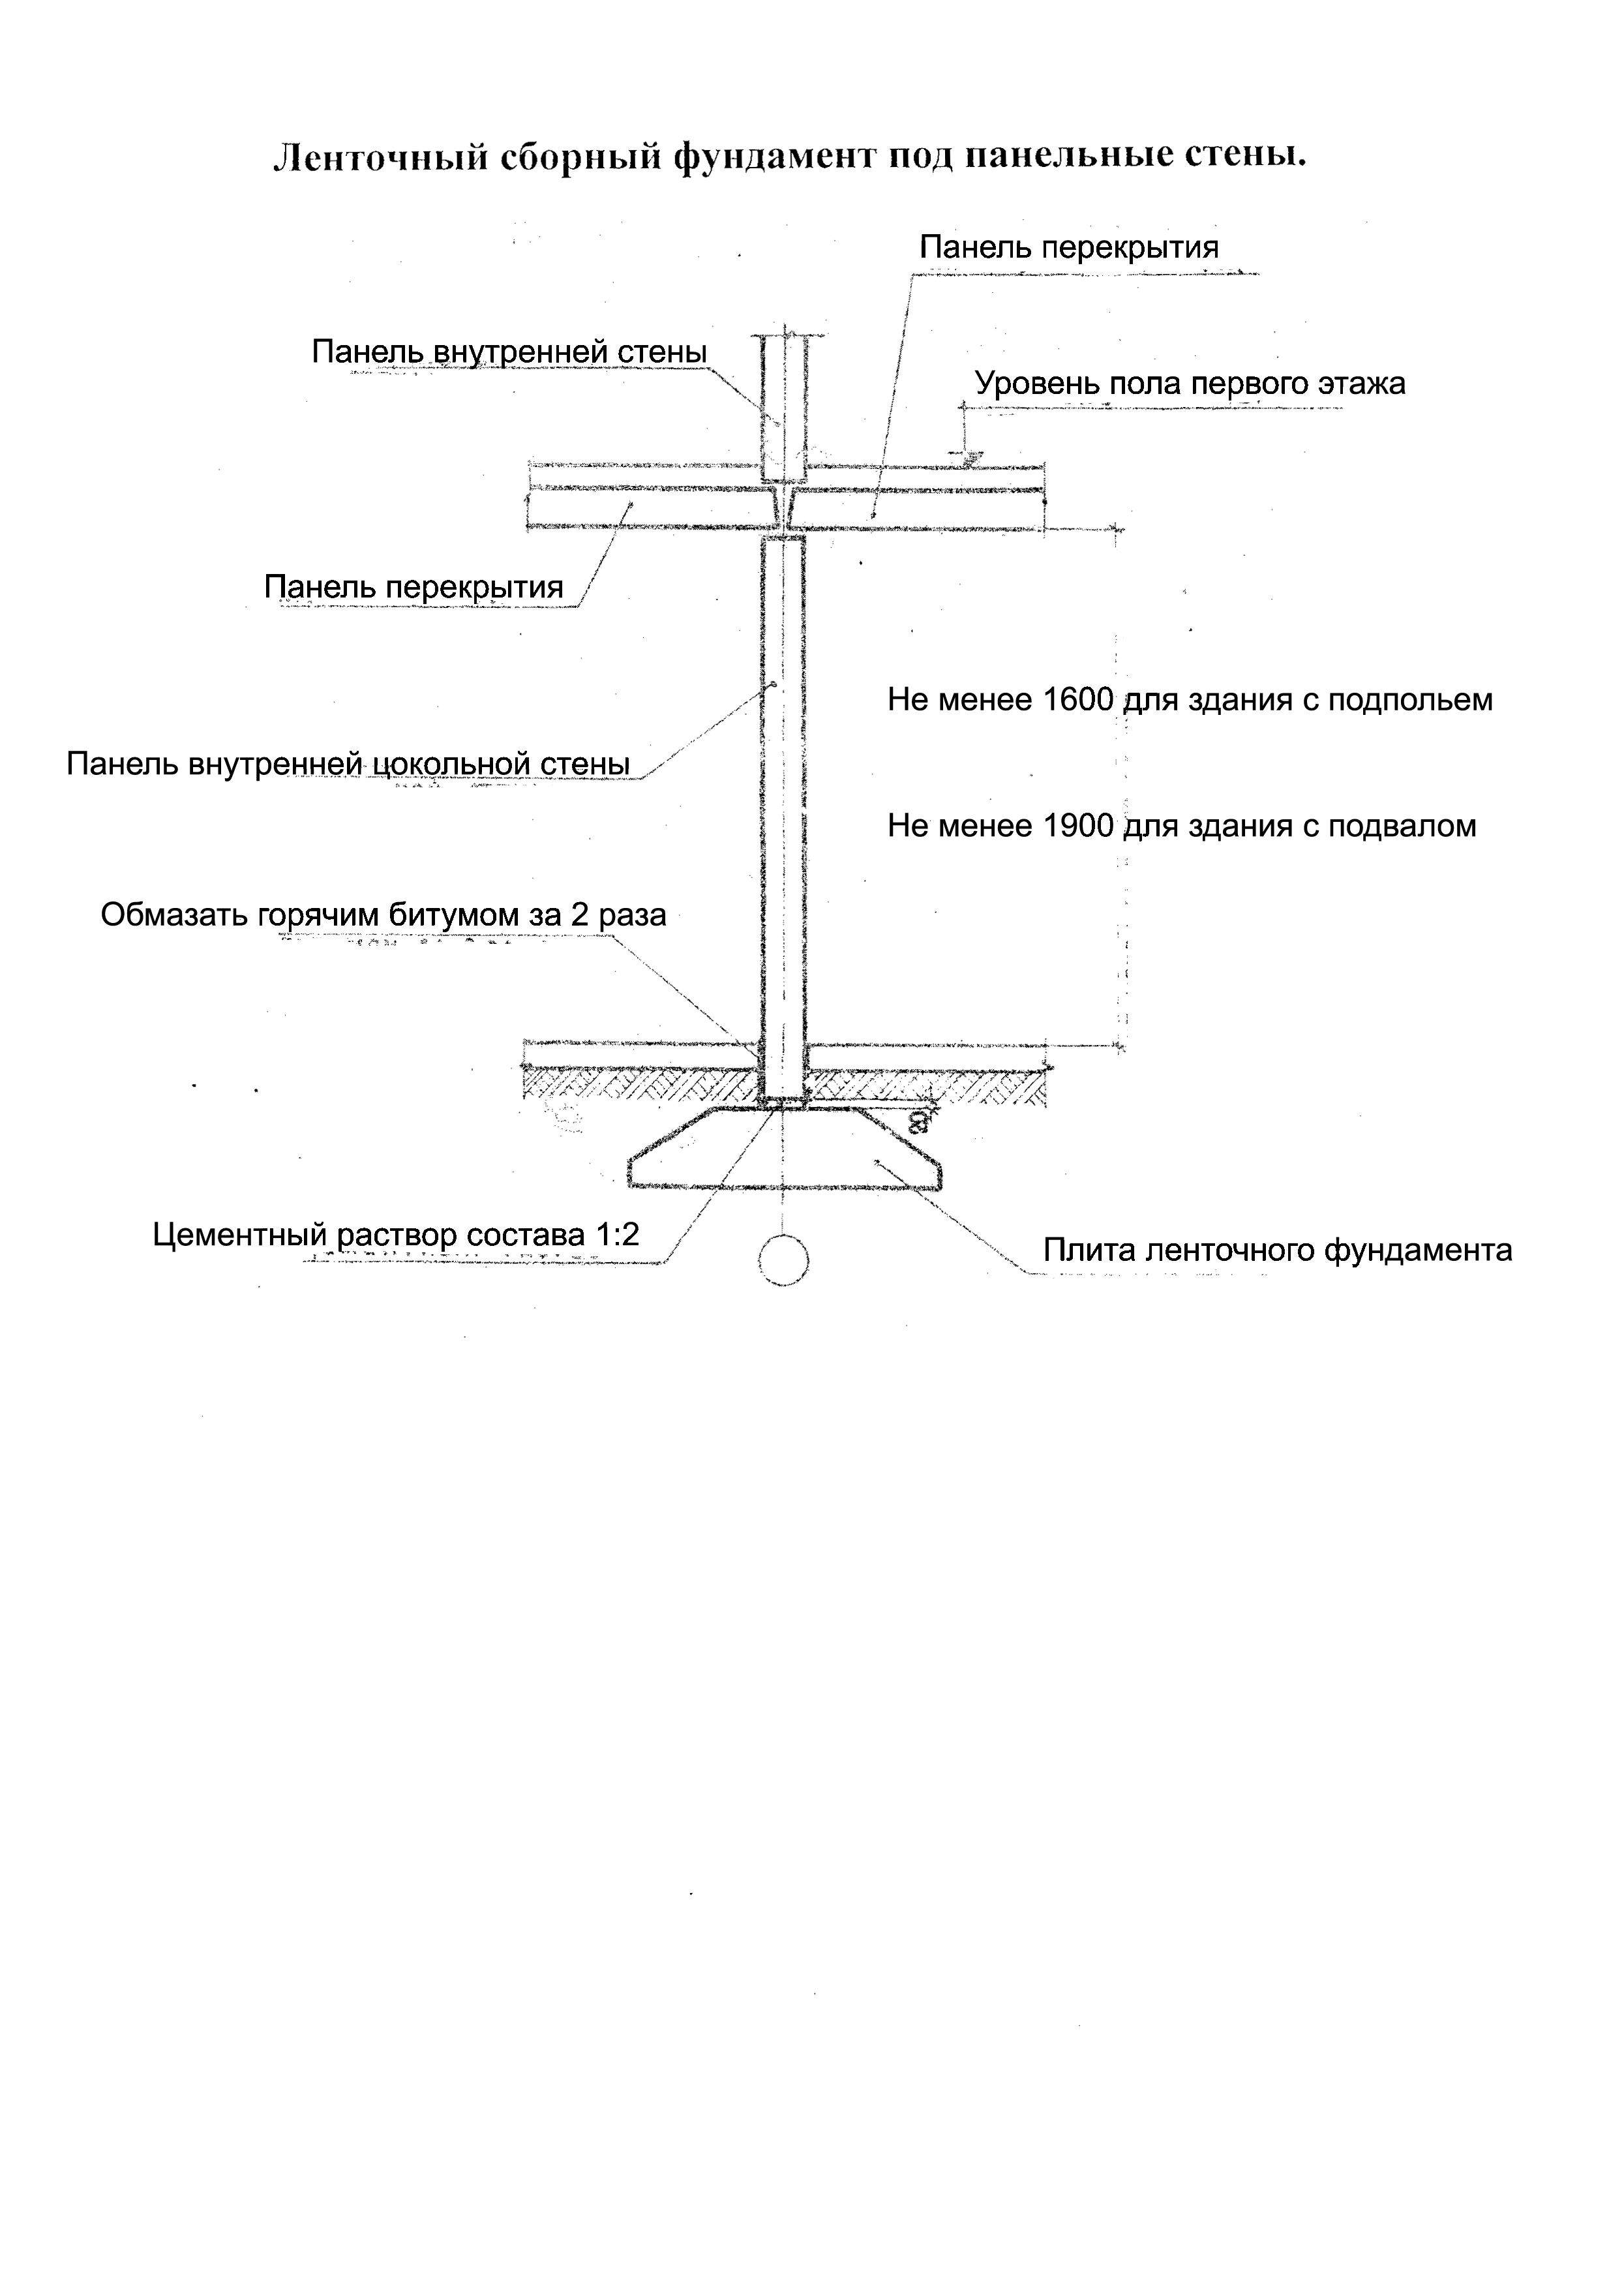 Ленточный сборный фундамент под панельные стены.
Панель перекрытия
Панель внутренней стены
Уровень пола первого этажа
Панель перекрытия
Не менее 1600 для здания с подпольем
Панель внутренней цокольной стены
Не менее 1900 для здания с подвалом
Обмазать горячим битумом за 2 раза
Цементный раствор состава 1:2
Плита ленточного фундамента